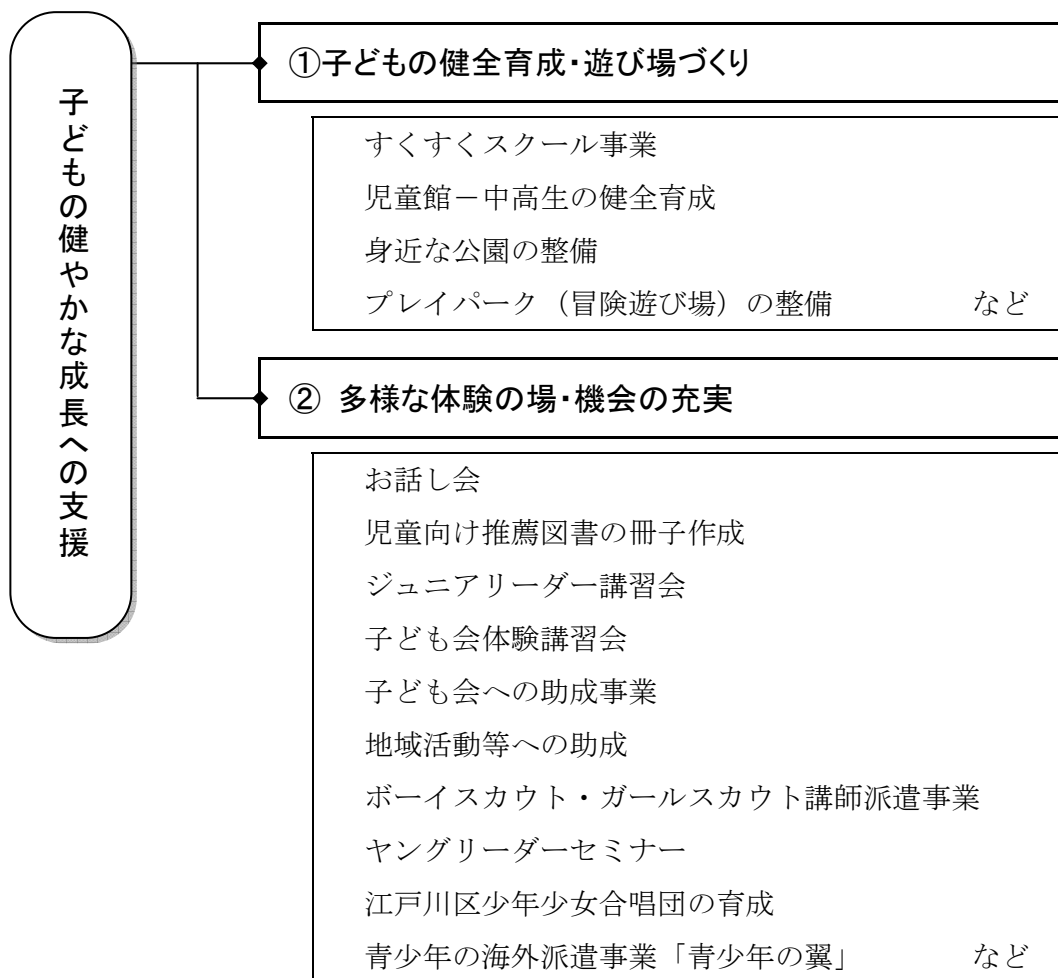 子どもの健やかな成長への支援
①子どもの健全育成・遊び場づくり
すくすくスクール事業
児童館－中高生の健全育成
身近な公園の整備
プレイパーク（冒険遊び場）の整備 など
② 多様な体験の場・機会の充実
お話し会
児童向け推薦図書の冊子作成
ジュニアリーダー講習会
子ども会体験講習会
子ども会への助成事業
地域活動等への助成
ボーイスカウト・ガールスカウト講師派遣事業
ヤングリーダーセミナー
江戸川区少年少女合唱団の育成
青少年の海外派遣事業「青少年の翼」 など